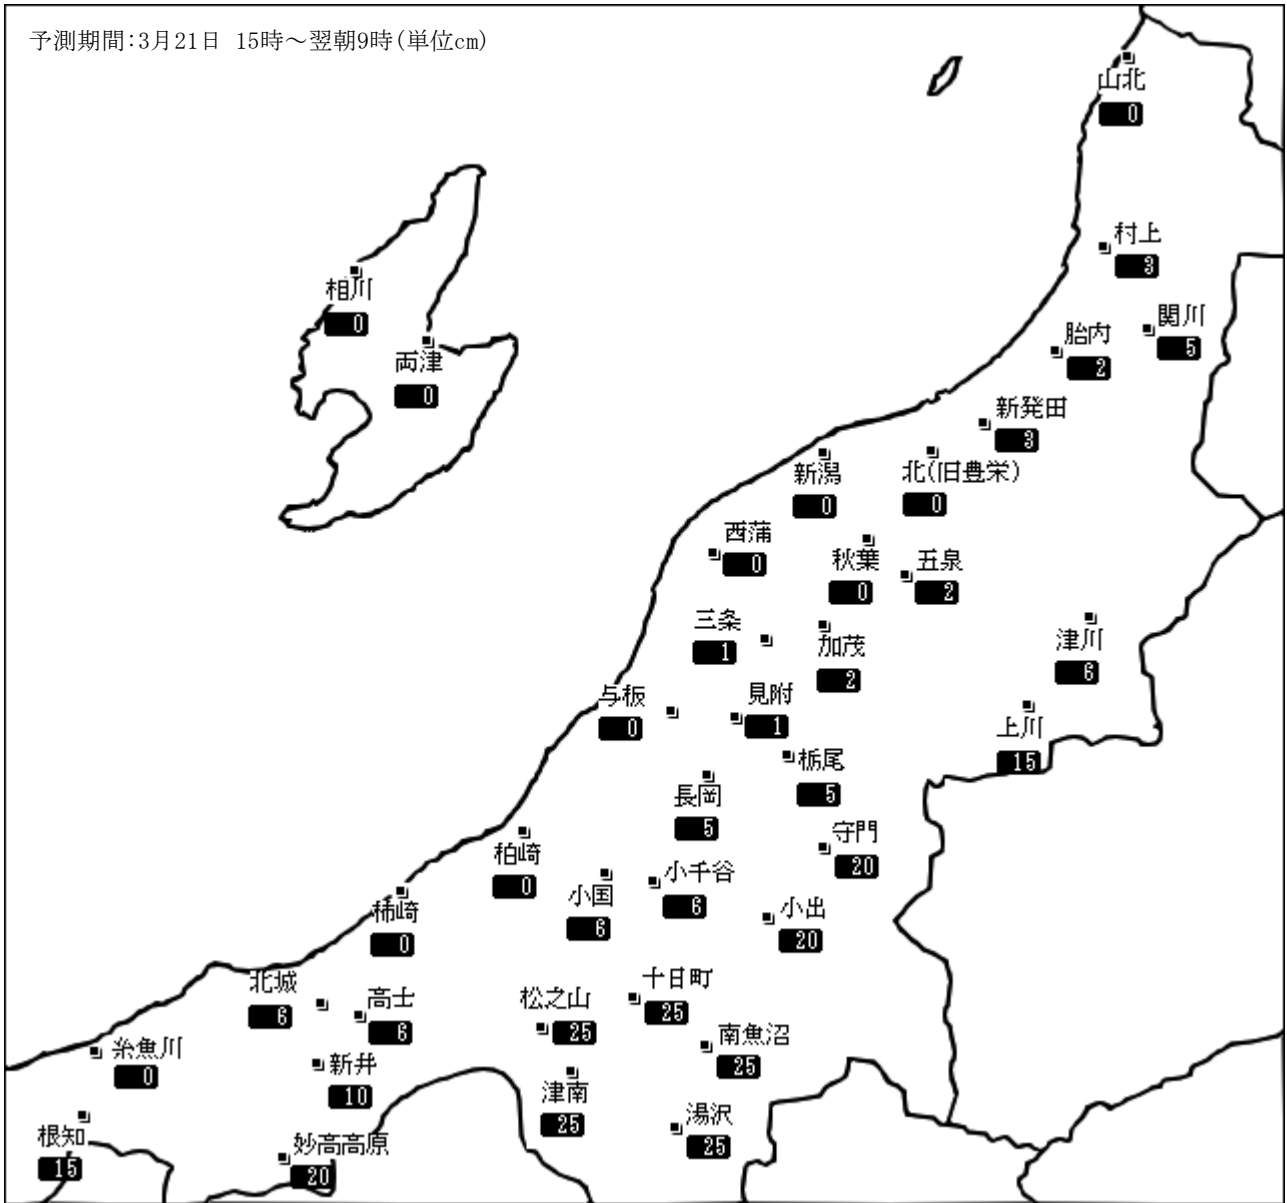 予測期間:3月21日 15時～翌朝9時(単位cm)
山北
0
村上
3
相川
0
関川
5
胎内
2
両津
0
新発田
3
新潟
0
北(旧豊栄)
0
西蒲
0
秋葉
0
五泉
2
三条
1
加茂
2
津川
6
与板
0
見附
1
上川
15
栃尾
5
長岡
5
守門
20
柏崎
0
小国
6
小千谷
6
小出
20
柿崎
0
北城
6
高士
6
松之山
25
十日町
25
南魚沼
25
糸魚川
0
新井
10
津南
25
湯沢
25
根知
15
妙高高原
20